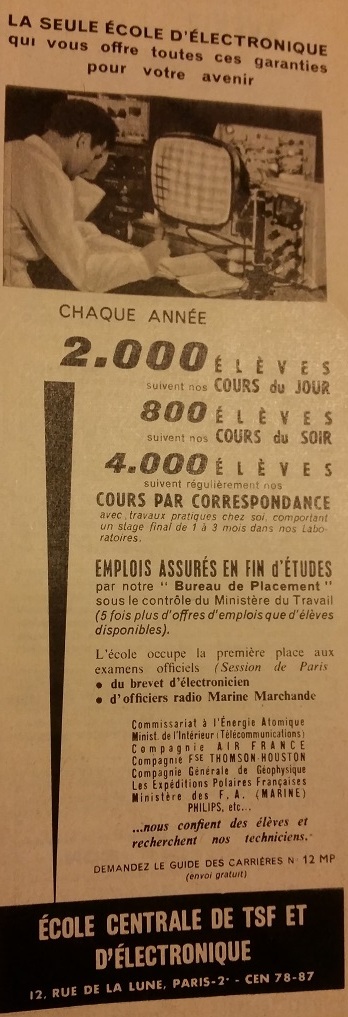 LA SEULE ÉCOLE D'ÉLECTRONIQUE
qui vous offre toutes ces garanties
pour votre avenir
CHAQUE ANNÉE
2.000 ÉLÈVES
suivent nos COURS du JOUR
800 ÉLÈVES
suivent nos COURS du SOIR
4.000 ÉLÈVES
suivent régulièrement nos
COURS PAR CORRESPONDANCE
avec travaux pratiques chez soi, comportant
un stage final de 1 à 3 mois dans nos Labo-
ratoires.
EMPLOIS ASSURÉS EN FIN d'ÉTUDES
par notre " Bureau de Placement "
sous le contrôle du Ministère du Travail
(5 fois plus d'offres d'emplois que d'élèves
disponibles).
L'école occupe la première place aux
examens officiels (Session de Paris
• du brevet d'électronicien
• d'officiers radio Marine Marchande
Commissariat à l'Énergie Atomique
Minist. de l'Intérieur (Télécommunications)
Compagnie AIR FRANCE
Compagnie FSE THOMSON-HOUSTON
Compagnie Générale de Géophysique
Les Expéditions Polaires Françaises
Ministère des F.A. (MARINE)
PHILIPS, etc...
...nous confient des élèves et
recherchent nos techniciens.
DEMANDEZ LE GUIDE DES CARRIÈRES N° 12 MP
(envoi gratuit)
ÉCOLE CENTRALE DE TSF ET
D'ÉLECTRONIQUE
12, RUE DE LA LUNE, PARIS-2° - CEN 78-87